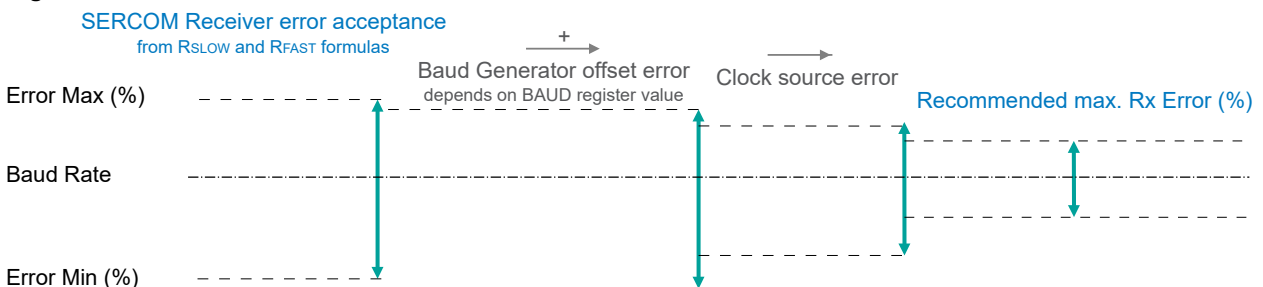 SERCOM Receiver error acceptance
from RSLOW and RFAST formulas
+
Baud Generator offset error
depends on BAUD register value
Clock source error
Recommended max. Rx Error (%)
Error Max (%)
Baud Rate
Error Min (%)